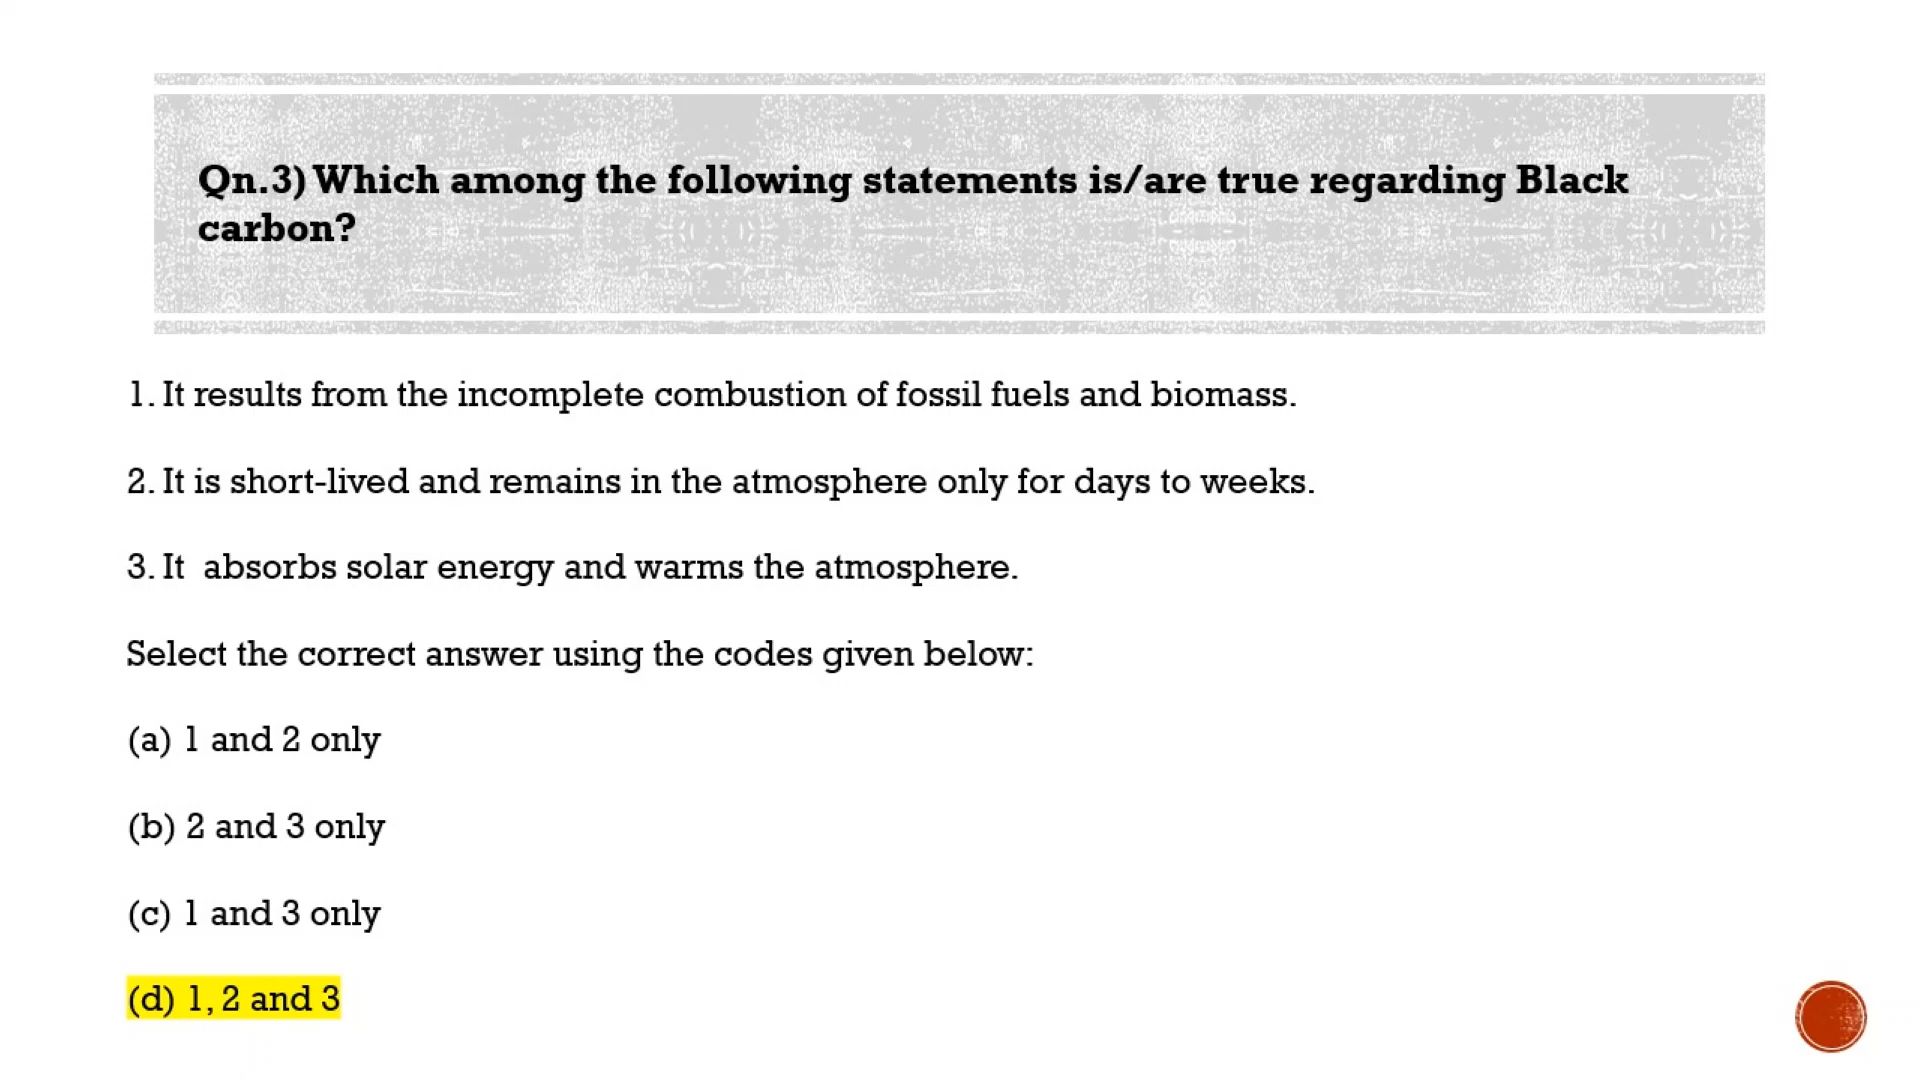 Qn.3) Which among the following statements is/are true regarding Black
carbon?
1. It results from the incomplete combustion of fossil fuels and biomass.
2. It is short-lived and remains in the atmosphere only for days to weeks.
3. It  absorbs solar energy and warms the atmosphere.
Select the correct answer using the codes given below:
(a) 1 and 2 only
(b) 2 and 3 only
(c) 1 and 3 only
(d) 1, 2 and 3